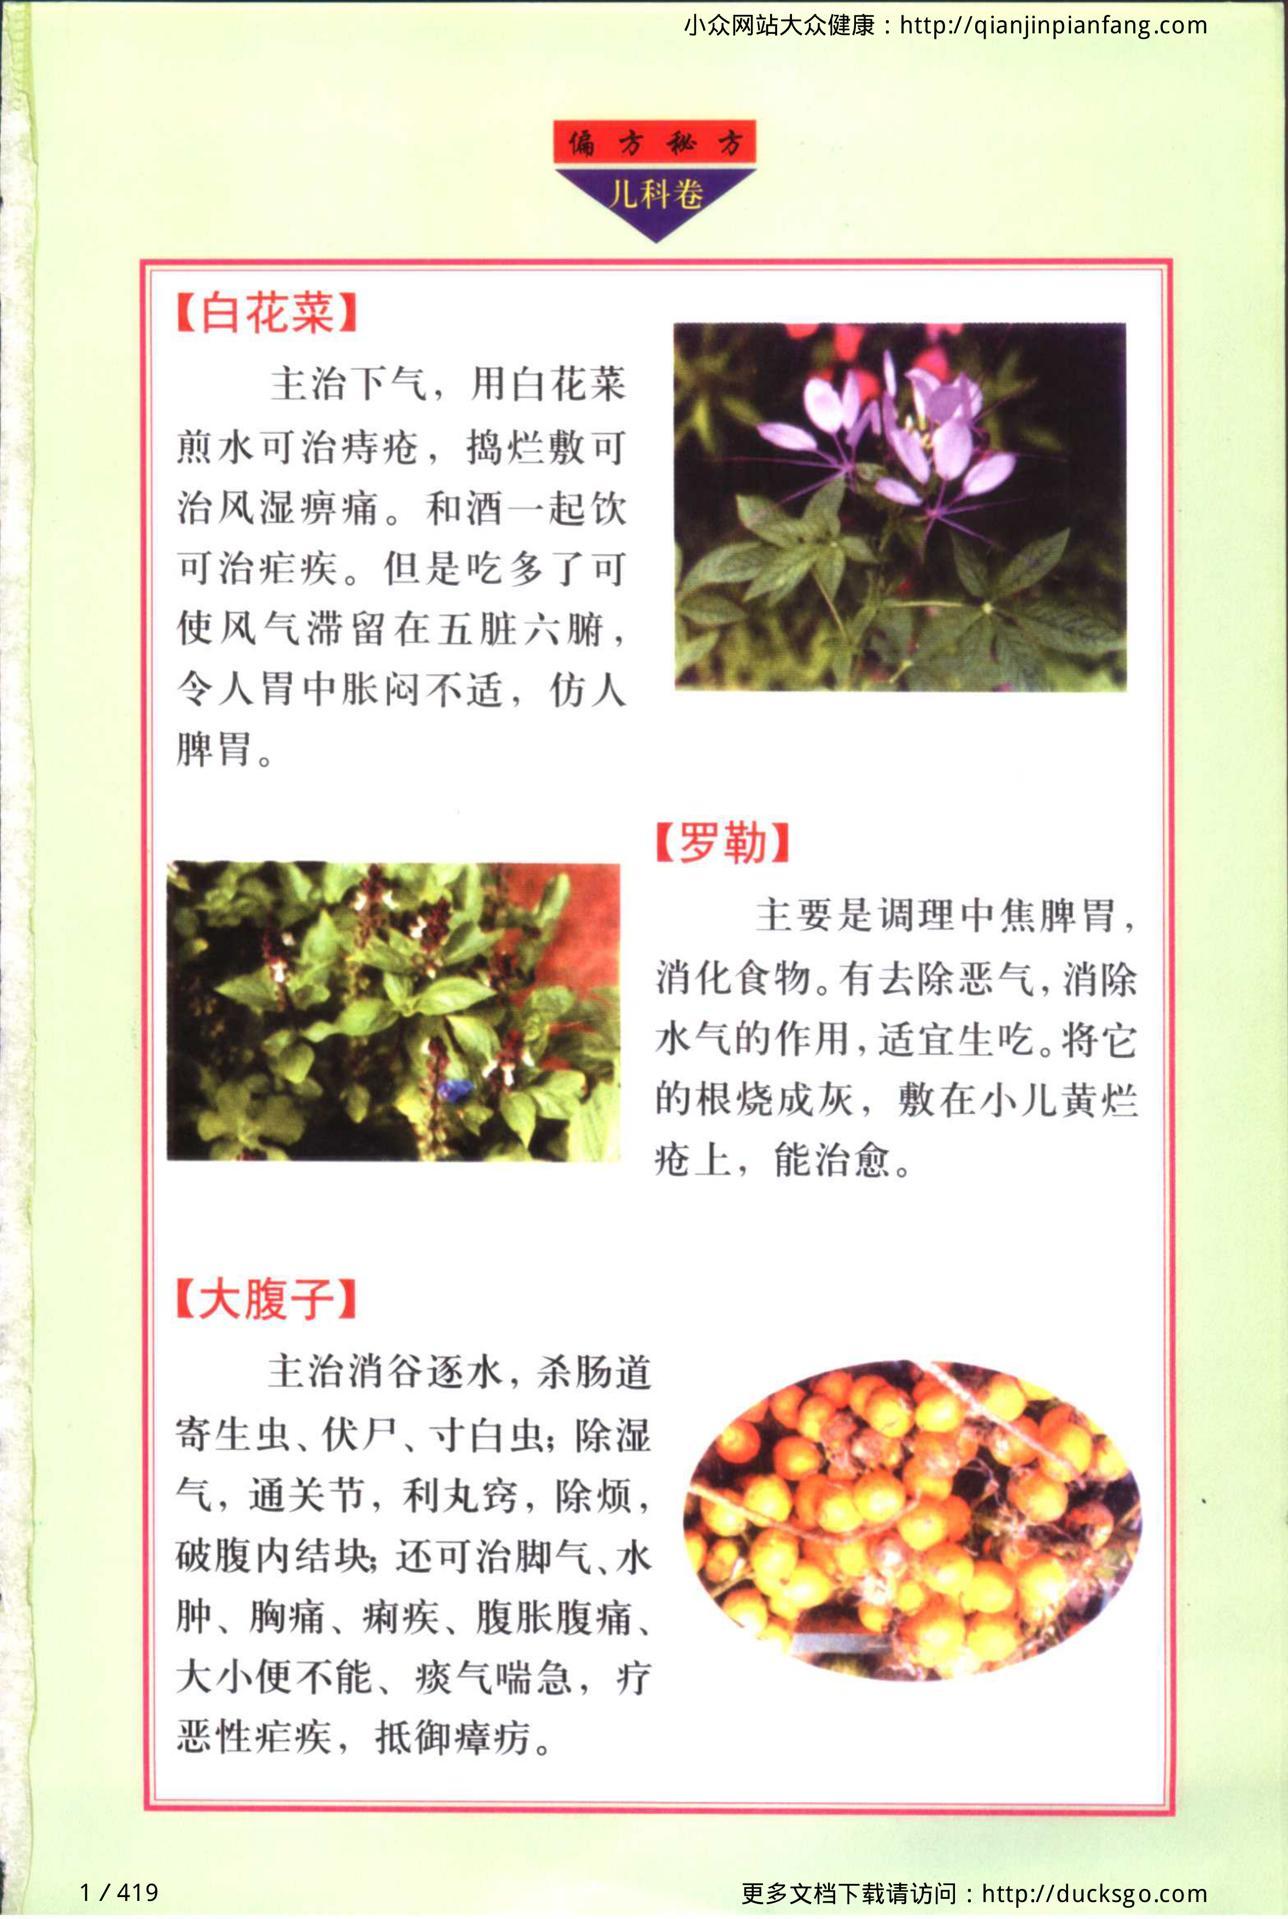 小众网站大众健康：http://qianjinpianfang.com
偏方秘方
儿科卷
【白花菜】
主治下气，用白花菜
煎水可治痔疮，捣烂敷可
治风湿痹痛。和酒一起饮
可治疟疾。但是吃多了可
使风气滞留在五脏六腑，
令人胃中胀闷不适，仿人
脾胃。
【罗勒】
主要是调理中焦脾胃，
消化食物。有去除恶气，消除
水气的作用，适宜生吃。将它
的根烧成灰，敷在小儿黄烂
疮上，能治愈。
【大腹子】
主治消谷逐水，杀肠道
寄生虫、伏尸、寸白虫；除湿
气，通关节，利丸窍，除烦，
破腹内结块；还可治脚气、水
肿、胸痛、痢疾、腹胀腹痛、
大小便不能、痰气喘急，疗
恶性疟疾，抵御瘴疠。
1 / 419
更多文档下载请访问：http://ducksgo.com